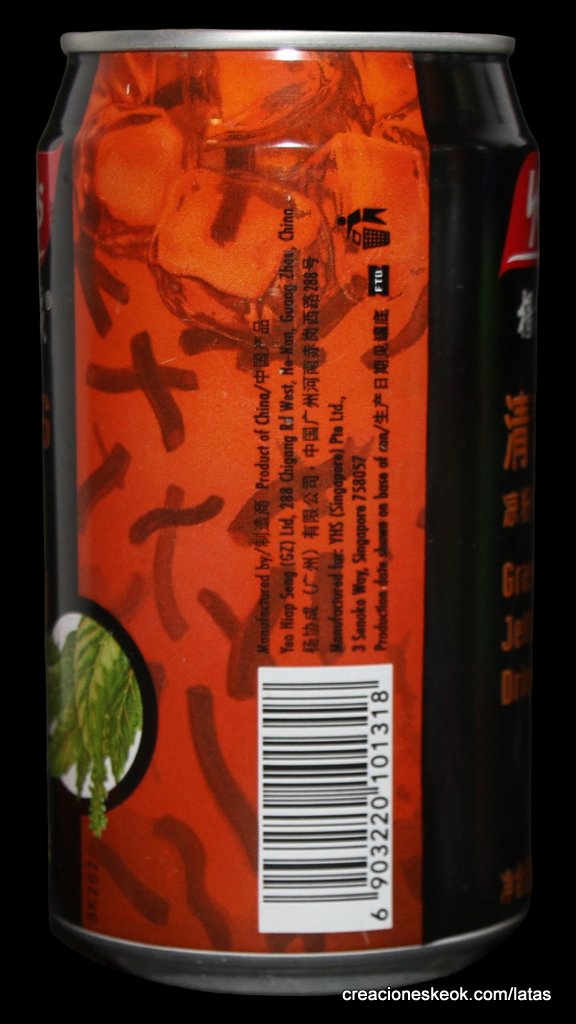 Manufactured by/制造商 Product of China/中国产品
Yeo Hiap Seng (GZ) Ltd, 288 Chigang Rd West, He-Nan, Guang Zhou, China.
杨协成（广州）有限公司，中国广州河南赤岗西路288号
Manufactured for: YHS (Singapore) Pte Ltd.,
3 Senoko Way, Singapore 758057
Production date shown on base of can/生产日期见罐底
FTU
6 903220 101318
Gra
Jel
Drin
creacioneskeok.com/latas